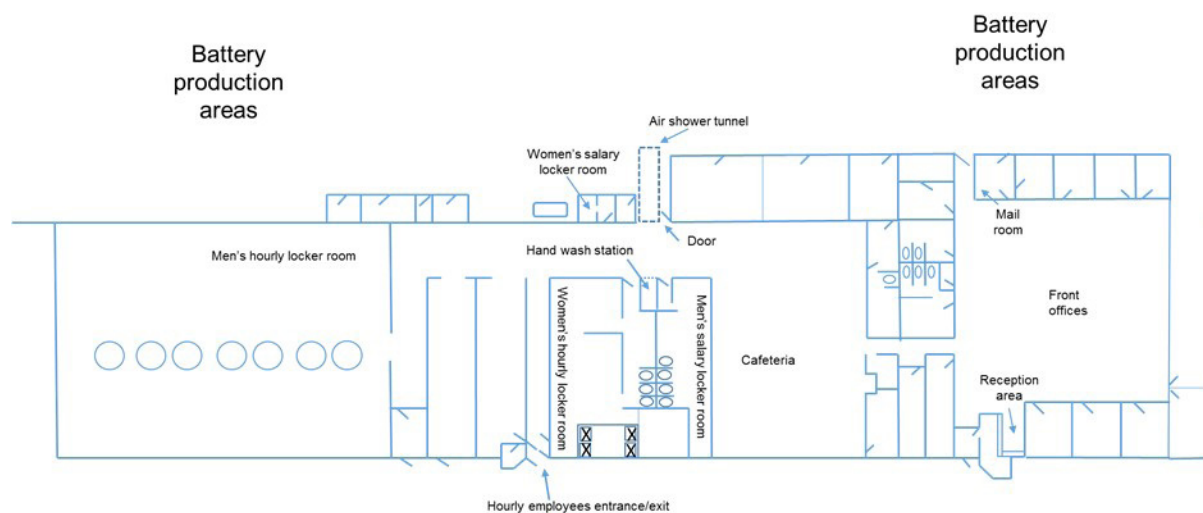 Battery
production
areas
Battery
production
areas
Air shower tunnel
Women's salary
locker room
Mail
room
Door
Hand wash station
Men's hourly locker room
Women's hourly locker room
Men's salary locker room
Front
offices
Cafeteria
Reception
area
Hourly employees entrance/exit